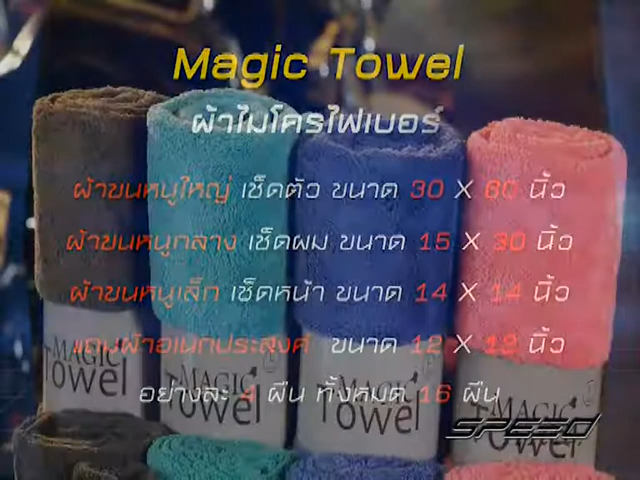 Magic Towel
ผ้าไมโครไฟเบอร์
ผ้าขนหนูใหญ่ เช็ดตัว ขนาด 30 X 60 นิ้ว
ผ้าขนหนูกลาง เช็ดผม ขนาด 15 X 30 นิ้ว
ผ้าขนหนูเล็ก เช็ดหน้า ขนาด 14 X 14 นิ้ว
แถมผ้าอเนกประสงค์ ขนาด 12 X 12 นิ้ว
อย่างละ 4 ผืน ทั้งหมด 16 ผืน
MAGIC Towel
MAGIC Towel
MAGIC Towel
MAGIC Towel
SPEED